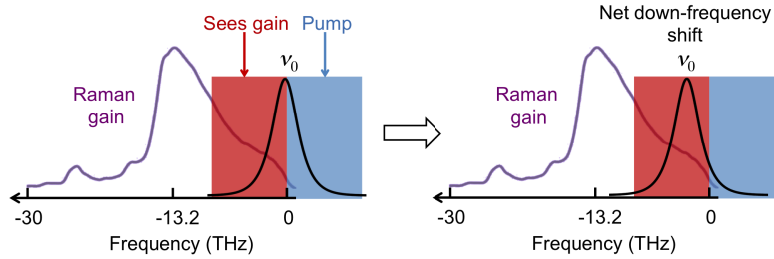 Sees gain
Pump
ν0
Raman
gain
-30
-13.2
0
Frequency (THz)
Net down-frequency
shift
ν0
Raman
gain
-30
-13.2
0
Frequency (THz)